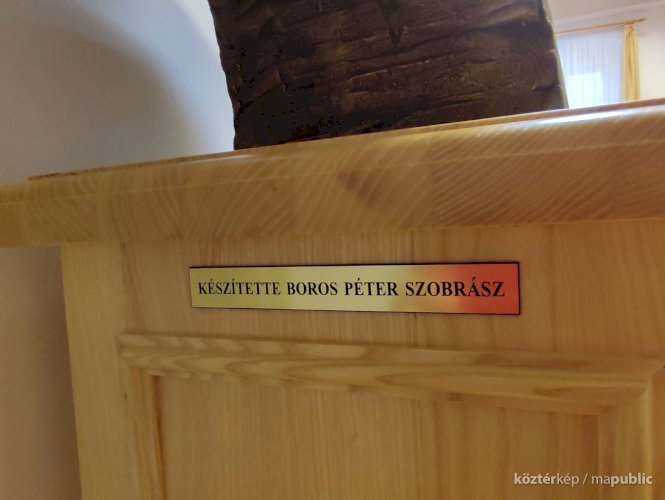 KÉSZÍTETTE BOROS PÉTER SZOBRÁSZ
köztérkép / mapublic